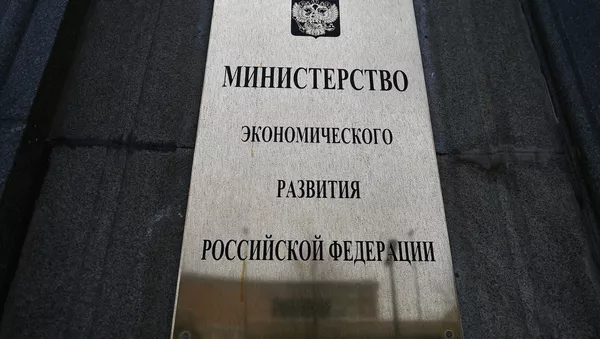 МИНИСТЕРСТВО
ЭКОНОМИЧЕСКОГО
РАЗВИТИЯ
РОССИЙСКОЙ ФЕДЕРАЦИИ